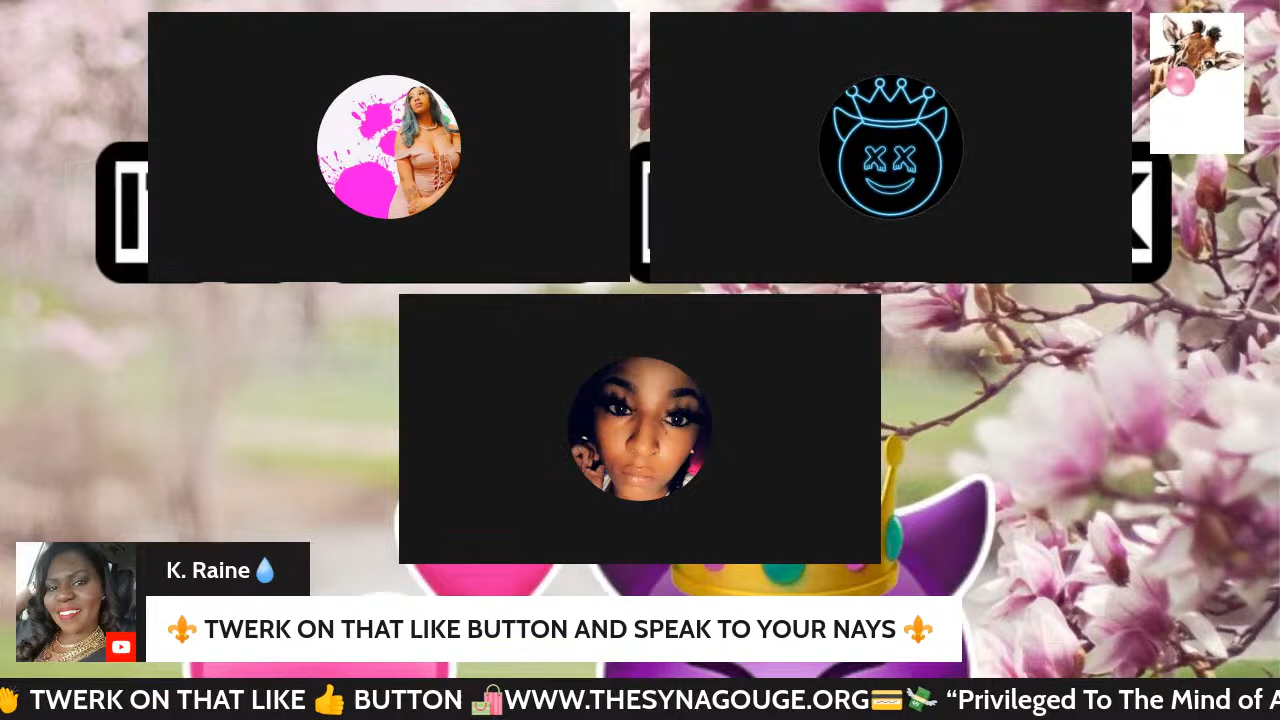 K. Raine💧
⚜️ TWERK ON THAT LIKE BUTTON AND SPEAK TO YOUR NAYS ⚜️
👏 TWERK ON THAT LIKE 👍 BUTTON 🛍️WWW.THESYNAGOUGE.ORG💳💸 “Privileged To The Mind of A